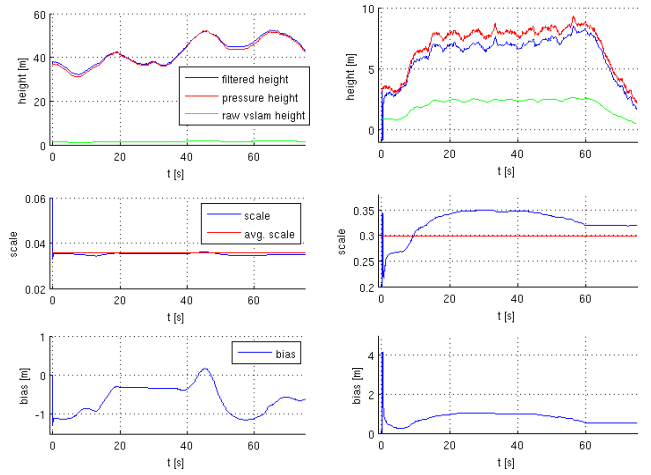 60
40
20
0
height [m]
filtered height
pressure height
raw vslam height
0 20 40 60
t [s]
10
5
0
height [m]
0 20 40 60
t [s]
0.06
0.04
0.02
scale
scale
avg. scale
0 20 40 60
t [s]
0.35
0.3
0.25
0.2
scale
0 20 40 60
t [s]
1
0
-1
bias [m]
bias
0 20 40 60
t [s]
4
2
0
bias [m]
0 20 40 60
t [s]